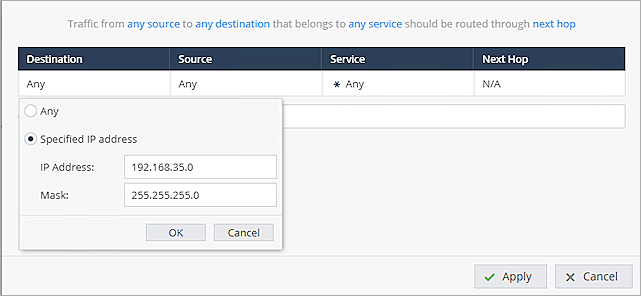 Traffic from any source to any destination that belongs to any service should be routed through next hop
Destination Source Service Next Hop
Any Any * Any N/A
Any
Specified IP address
IP Address: 192.168.35.0
Mask: 255.255.255.0
OK Cancel
Apply Cancel